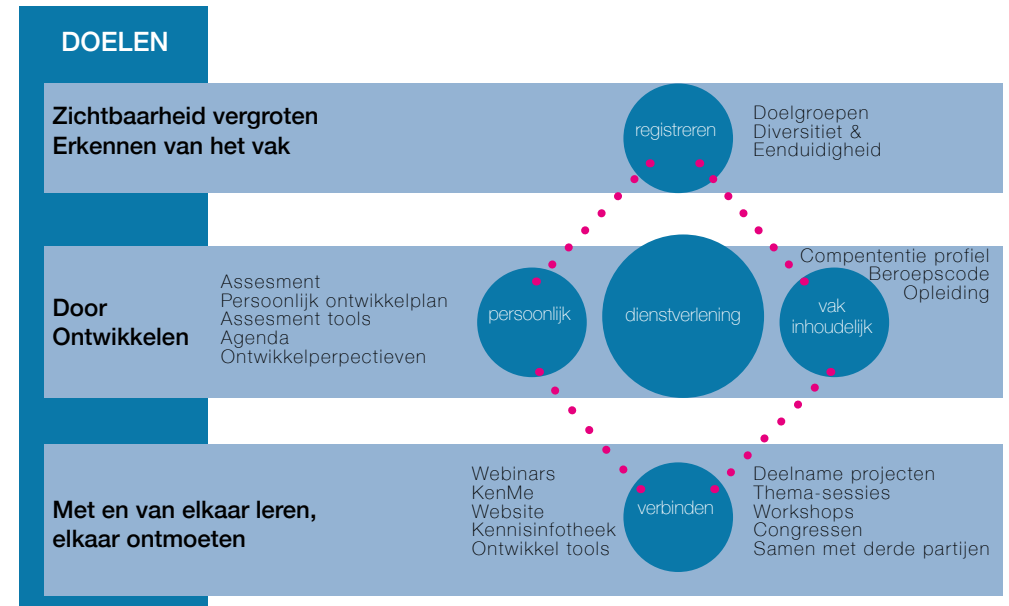 DOELEN
Zichtbaarheid vergroten
Erkennen van het vak
registreren
Doelgroepen
Diversitiet &
Eenduidigheid
Door
Ontwikkelen
Assesment
Persoonlijk ontwikkelplan
Assesment tools
Agenda
Ontwikkelperpectieven
persoonlijk
dienstverlening
vak
inhoudelijk
Compententie profiel
Beroepscode
Opleiding
Met en van elkaar leren,
elkaar ontmoeten
Webinars
KenMe
Website
Kennisinfotheek
Ontwikkel tools
verbinden
Deelname projecten
Thema-sessies
Workshops
Congressen
Samen met derde partijen